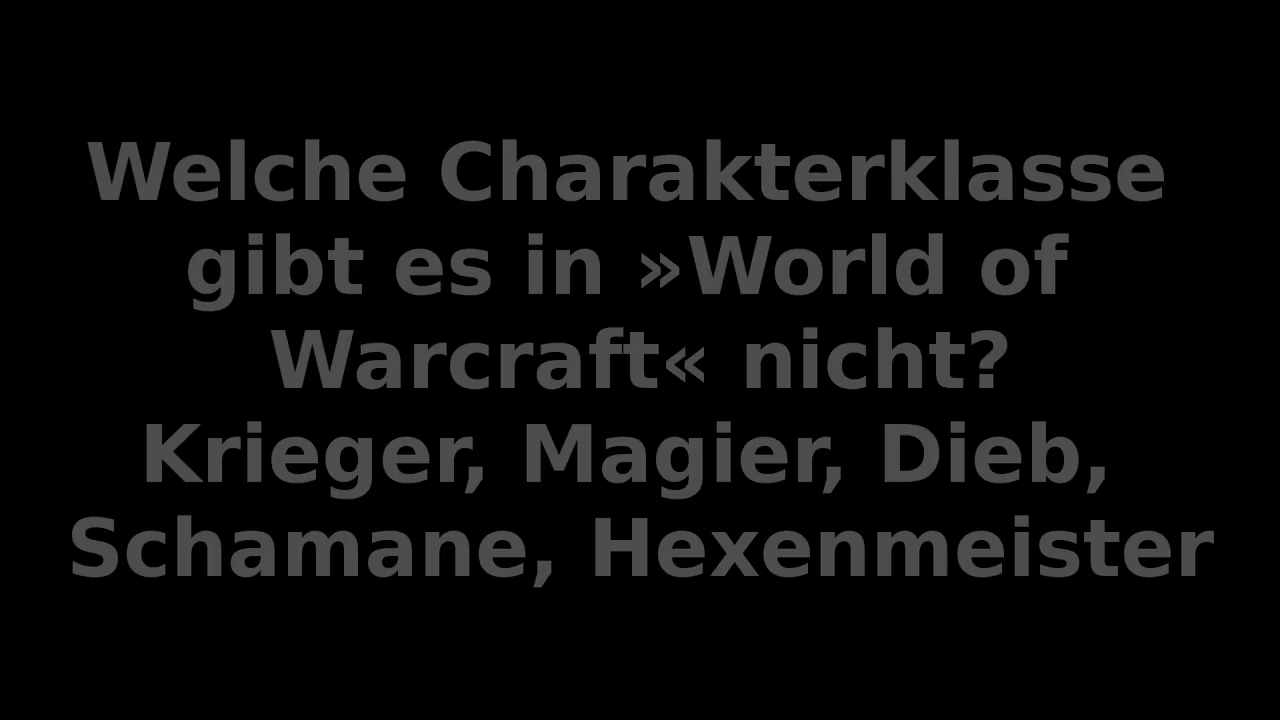 Welche Charakterklasse
gibt es in »World of
Warcraft« nicht?
Krieger, Magier, Dieb,
Schamane, Hexenmeister